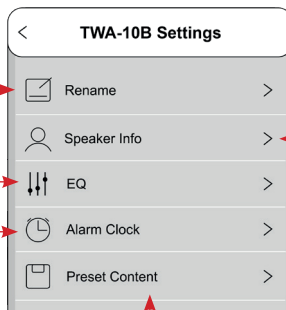 TWA-10B Settings
Rename
Speaker Info
EQ
Alarm Clock
Preset Content